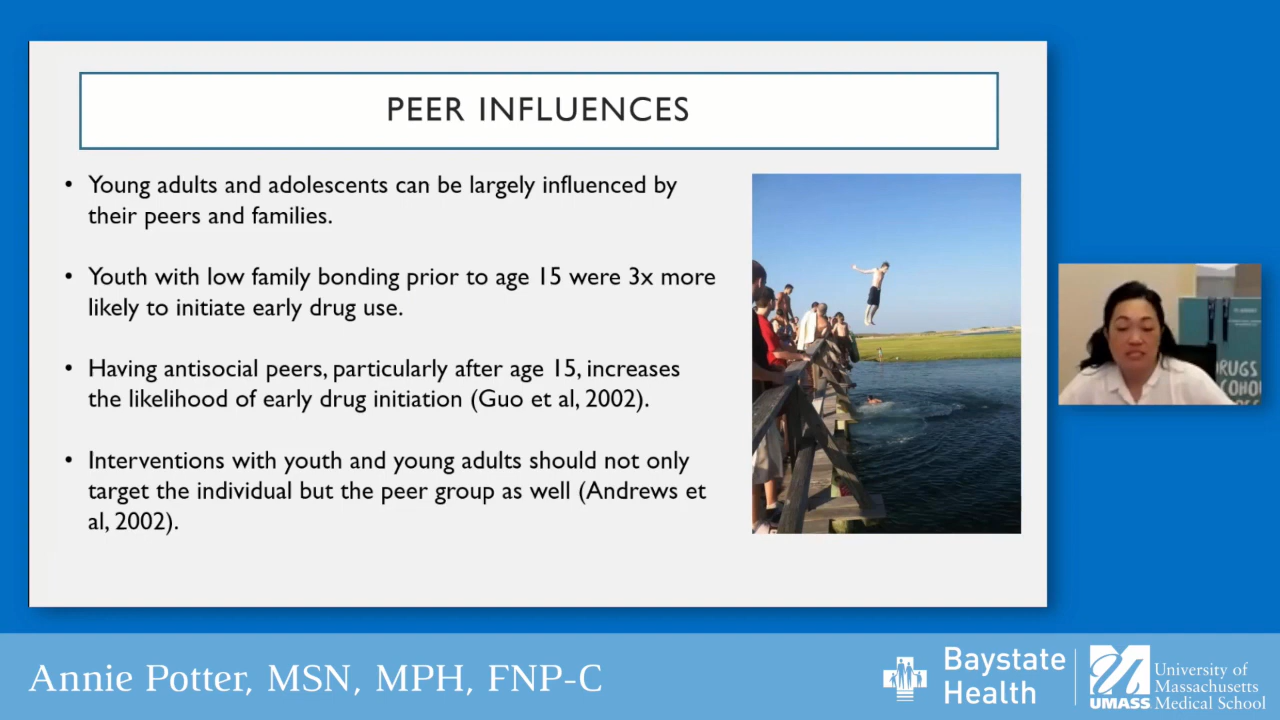 PEER INFLUENCES
• Young adults and adolescents can be largely influenced by
their peers and families.
• Youth with low family bonding prior to age 15 were 3x more
likely to initiate early drug use.
• Having antisocial peers, particularly after age 15, increases
the likelihood of early drug initiation (Guo et al, 2002).
• Interventions with youth and young adults should not only
target the individual but the peer group as well (Andrews et
al, 2002).
Annie Potter, MSN, MPH, FNP-C
Baystate
Health
UMASS
University of
Massachusetts
Medical School